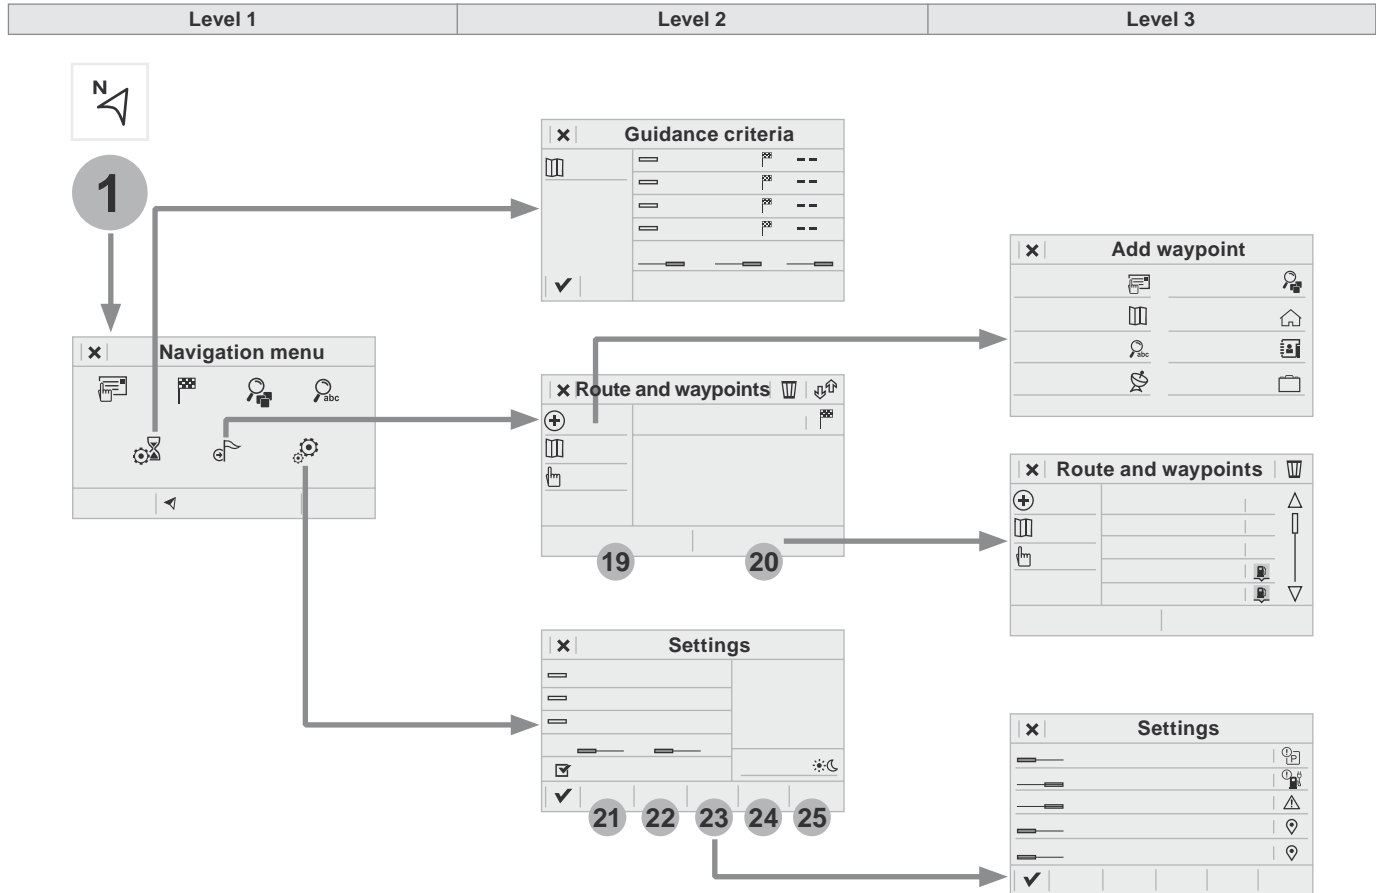 Level 1 Level 2 Level 3
N
1
Guidance criteria
Add waypoint
abc
Navigation menu
abc
Route and waypoints
Route and waypoints
19 20
Settings
P
21 22 23 24 25
Settings